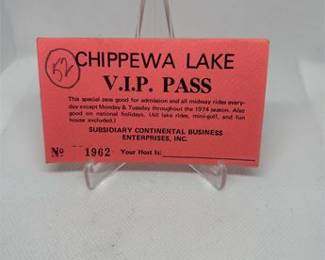 52
CHIPPEWA LAKE
V.I.P. PASS
This special pass good for admission and all midway rides every-
day except Monday & Tuesday throughout the 1974 season. Also
good on national holidays. (All lake rides, mini-golf, and fun
house excluded.)
SUBSIDIARY CONTINENTAL BUSINESS
ENTERPRISES, INC.
No 1962 Your Host Is: